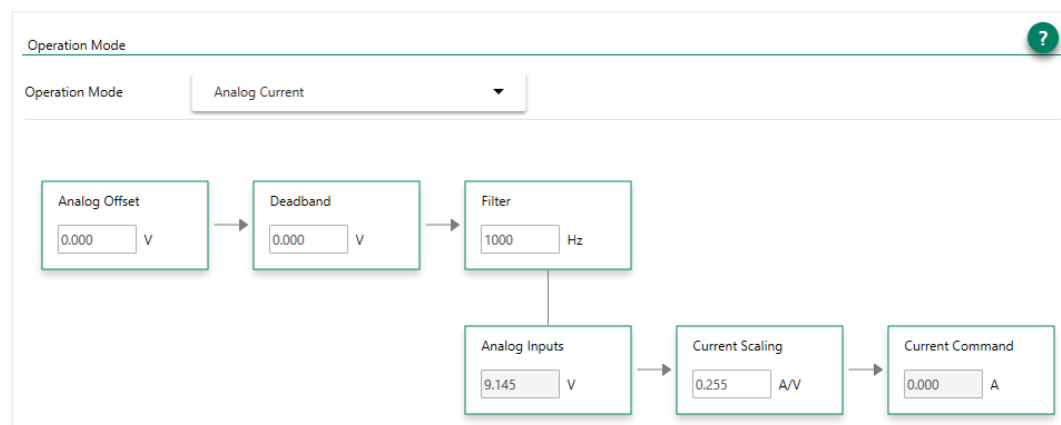 Operation Mode
?
Operation Mode Analog Current
Analog Offset
0.000 V
Deadband
0.000 V
Filter
1000 Hz
Analog Inputs
9.145 V
Current Scaling
0.255 A/V
Current Command
0.000 A